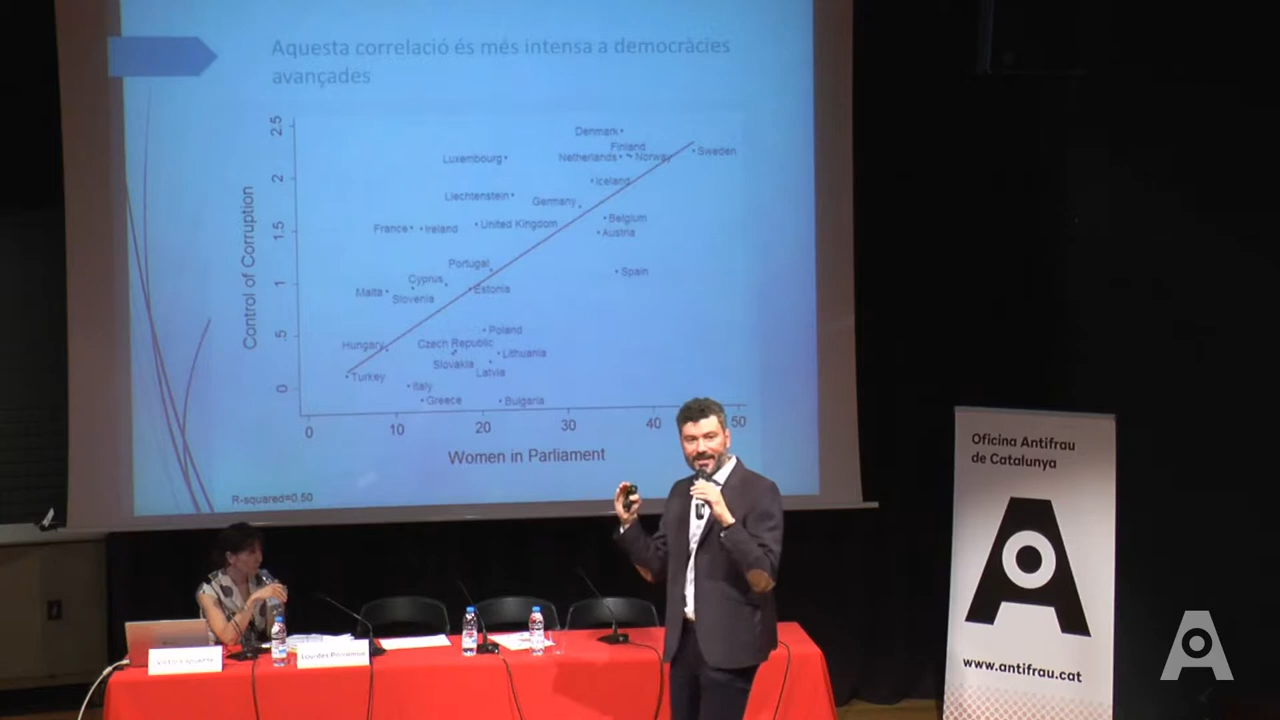 Aquesta correlació és més intensa a democràcies
avançades
2.5
2
1.5
1
.5
0
Control of Corruption
Denmark
Finland
Netherlands
Norway
Sweden
Luxembourg
Iceland
Liechtenstein
Germany
Belgium
France
Ireland
United Kingdom
Austria
Portugal
Spain
Cyprus
Malta
Slovenia
Estonia
Poland
Hungary
Czech Republic
Lithuania
Slovakia
Latvia
Turkey
Italy
Greece
Bulgaria
0
10
20
30
40
50
Women in Parliament
R-squared=0.50
Oficina Antifrau
de Catalunya
www.antifrau.cat